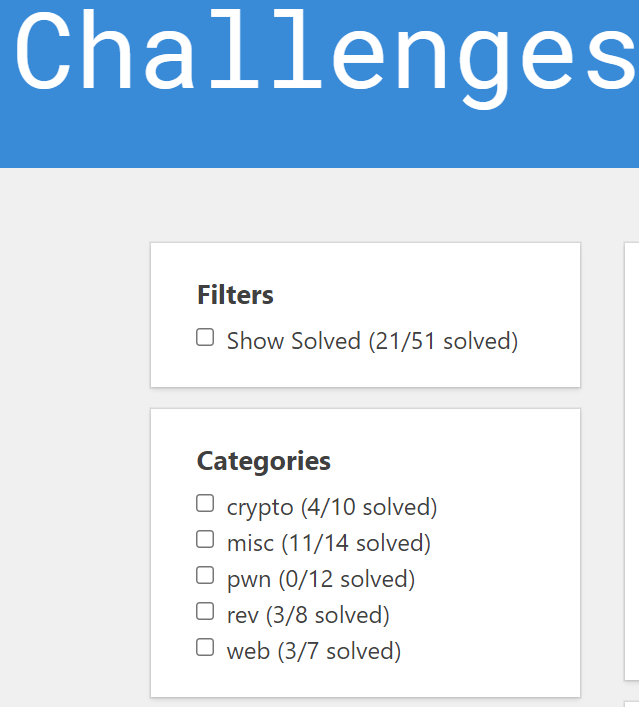 Challenges
Filters
Show Solved (21/51 solved)
Categories
crypto (4/10 solved)
misc (11/14 solved)
pwn (0/12 solved)
rev (3/8 solved)
web (3/7 solved)